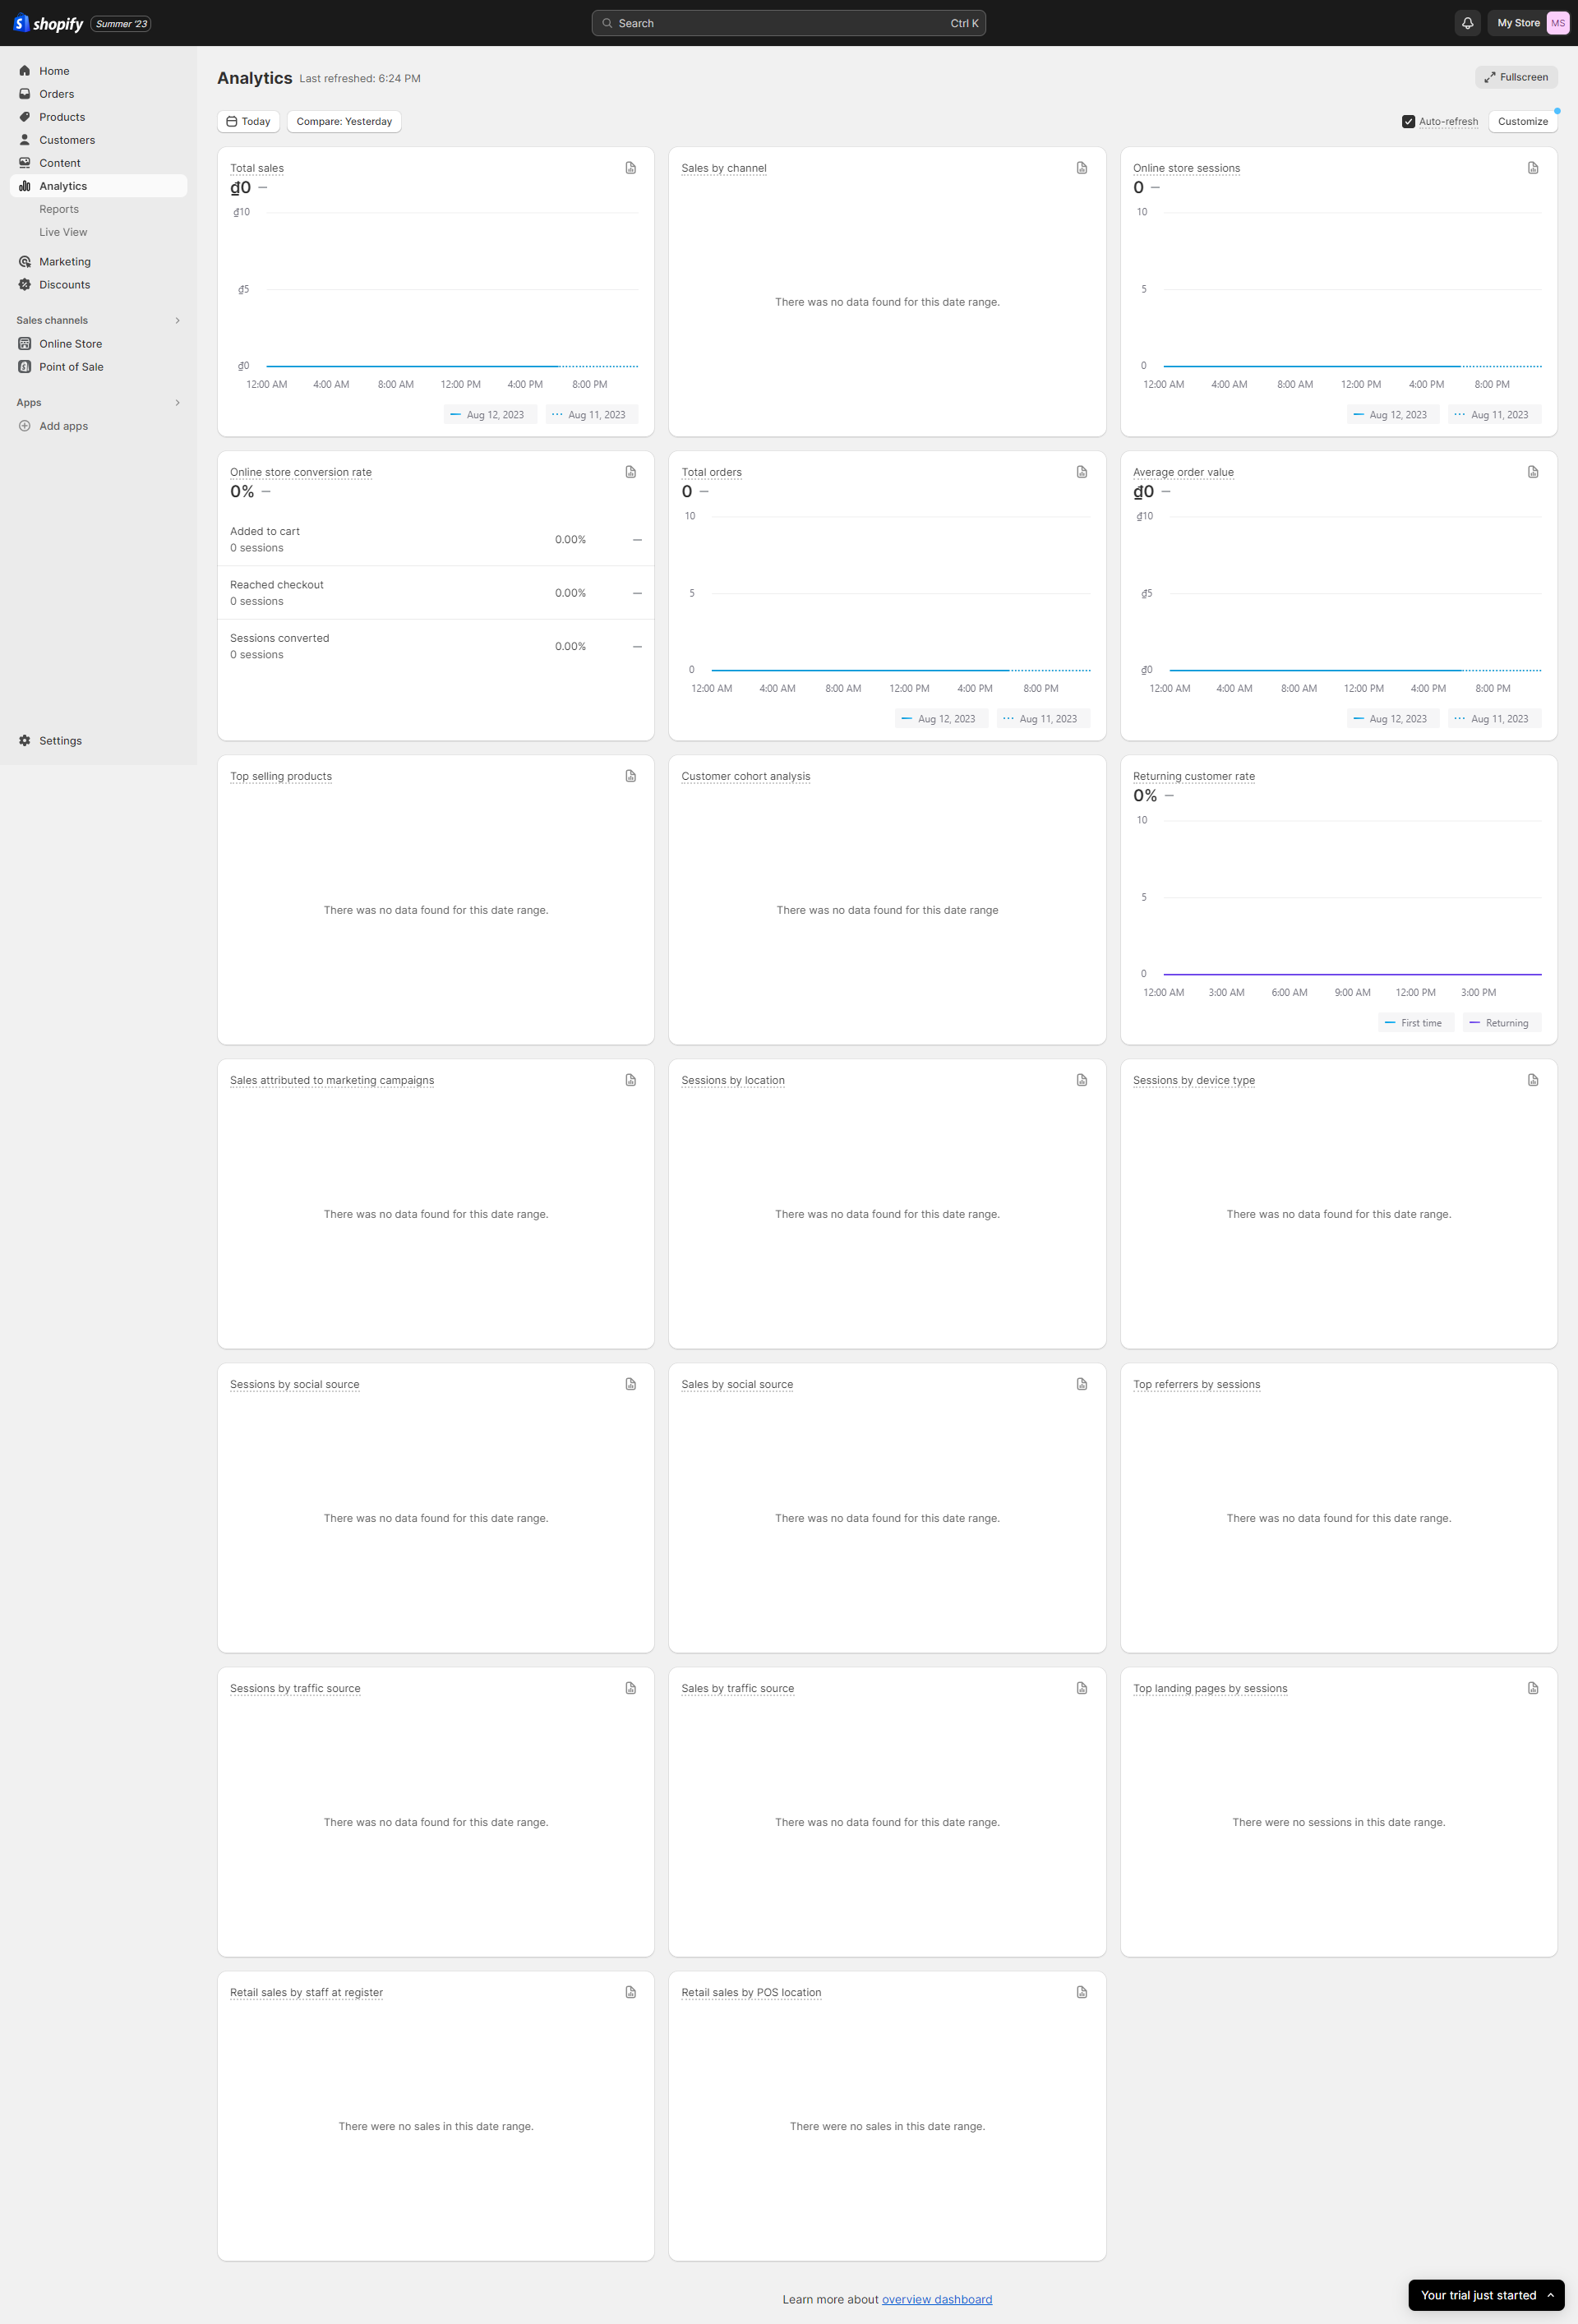 shopify Summer '23
Search Ctrl K
My Store MS
Home
Orders
Products
Customers
Content
Analytics
Reports
Live View
Marketing
Discounts
Sales channels
Online Store
Point of Sale
Apps
Add apps
Settings
Analytics Last refreshed: 6:24 PM
Fullscreen
Today Compare: Yesterday
Auto-refresh Customize
Total sales
₫0 —
₫10
₫5
₫0
12:00 AM 4:00 AM 8:00 AM 12:00 PM 4:00 PM 8:00 PM
Aug 12, 2023 Aug 11, 2023
Sales by channel
There was no data found for this date range.
Online store sessions
0 —
10
5
0
12:00 AM 4:00 AM 8:00 AM 12:00 PM 4:00 PM 8:00 PM
Aug 12, 2023 Aug 11, 2023
Online store conversion rate
0% —
Added to cart
0 sessions
0.00% —
Reached checkout
0 sessions
0.00% —
Sessions converted
0 sessions
0.00% —
Total orders
0 —
10
5
0
12:00 AM 4:00 AM 8:00 AM 12:00 PM 4:00 PM 8:00 PM
Aug 12, 2023 Aug 11, 2023
Average order value
₫0 —
₫10
₫5
₫0
12:00 AM 4:00 AM 8:00 AM 12:00 PM 4:00 PM 8:00 PM
Aug 12, 2023 Aug 11, 2023
Top selling products
There was no data found for this date range.
Customer cohort analysis
There was no data found for this date range
Returning customer rate
0% —
10
5
0
12:00 AM 3:00 AM 6:00 AM 9:00 AM 12:00 PM 3:00 PM
First time Returning
Sales attributed to marketing campaigns
There was no data found for this date range.
Sessions by location
There was no data found for this date range.
Sessions by device type
There was no data found for this date range.
Sessions by social source
There was no data found for this date range.
Sales by social source
There was no data found for this date range.
Top referrers by sessions
There was no data found for this date range.
Sessions by traffic source
There was no data found for this date range.
Sales by traffic source
There was no data found for this date range.
Top landing pages by sessions
There were no sessions in this date range.
Retail sales by staff at register
There were no sales in this date range.
Retail sales by POS location
There were no sales in this date range.
Learn more about overview dashboard
Your trial just started